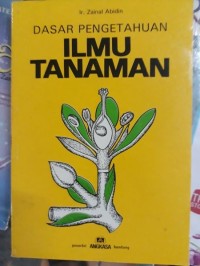 Ir. Zainal Abidin
DASAR PENGETAHUAN
ILMU
TANAMAN
penerbit ANGKASA bandung